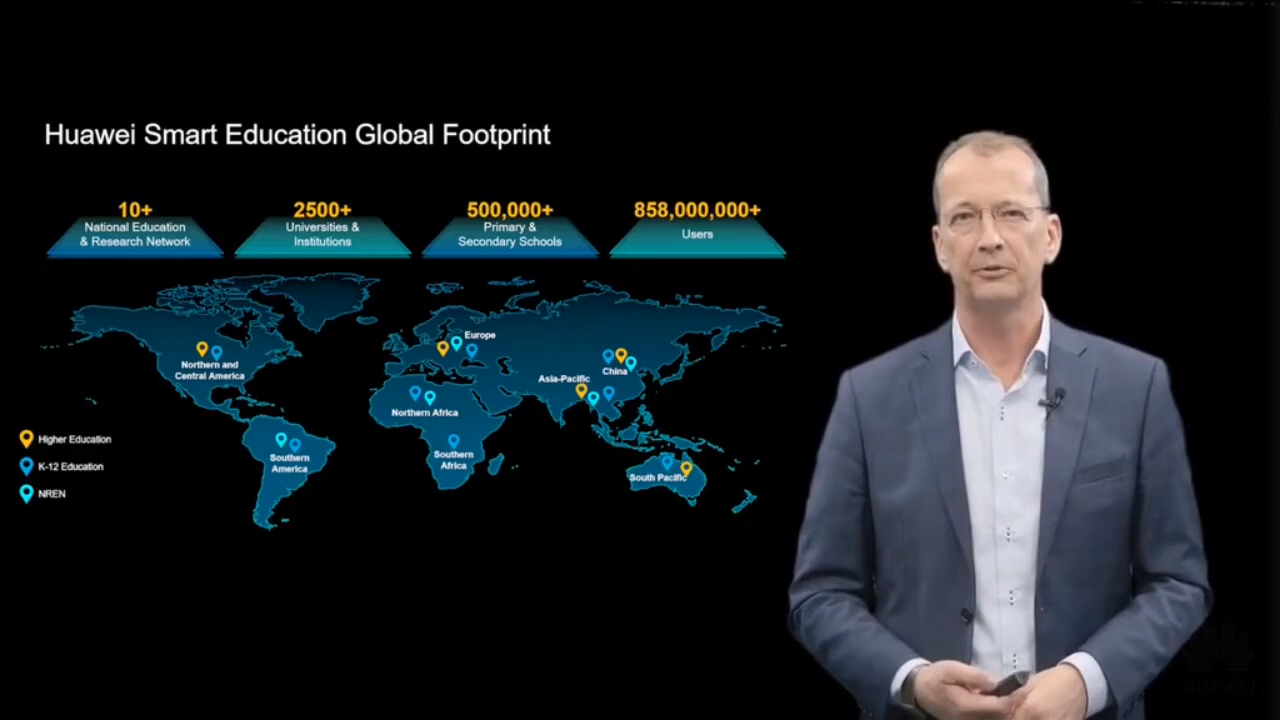 Huawei Smart Education Global Footprint
10+
National Education
& Research Network
2500+
Universities &
Institutions
500,000+
Primary &
Secondary Schools
858,000,000+
Users
Europe
Northern and
Central America
China
Asia-Pacific
Northern Africa
Southern
America
Southern
Africa
South Pacific
Higher Education
K-12 Education
NREN